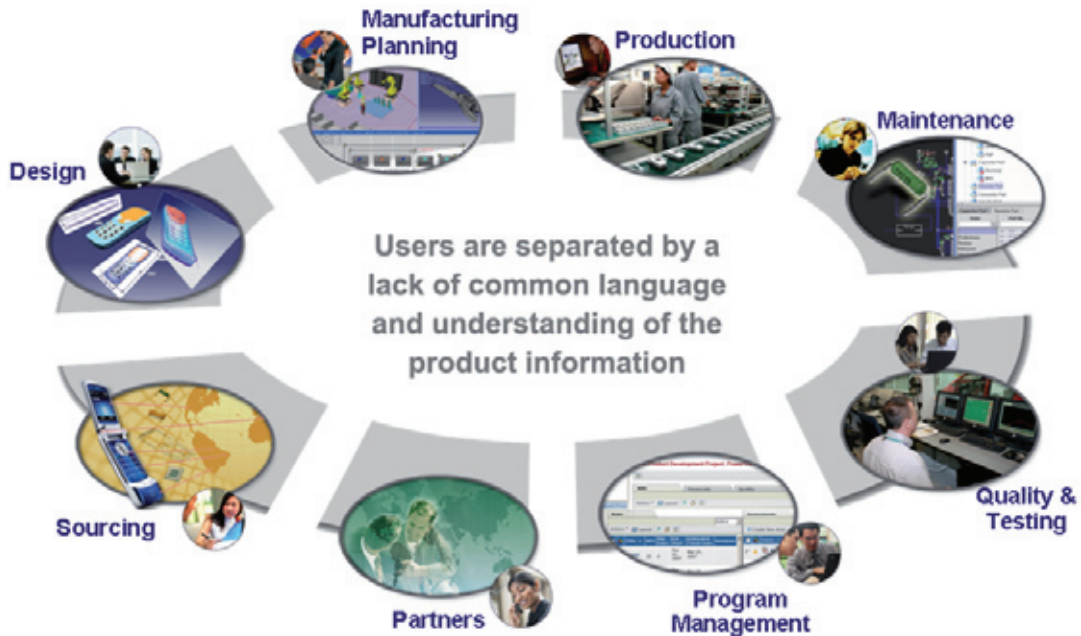 Manufacturing
Planning
Production
Maintenance
Design
Users are separated by a
lack of common language
and understanding of the
product information
Sourcing
Partners
Program
Management
Quality &
Testing